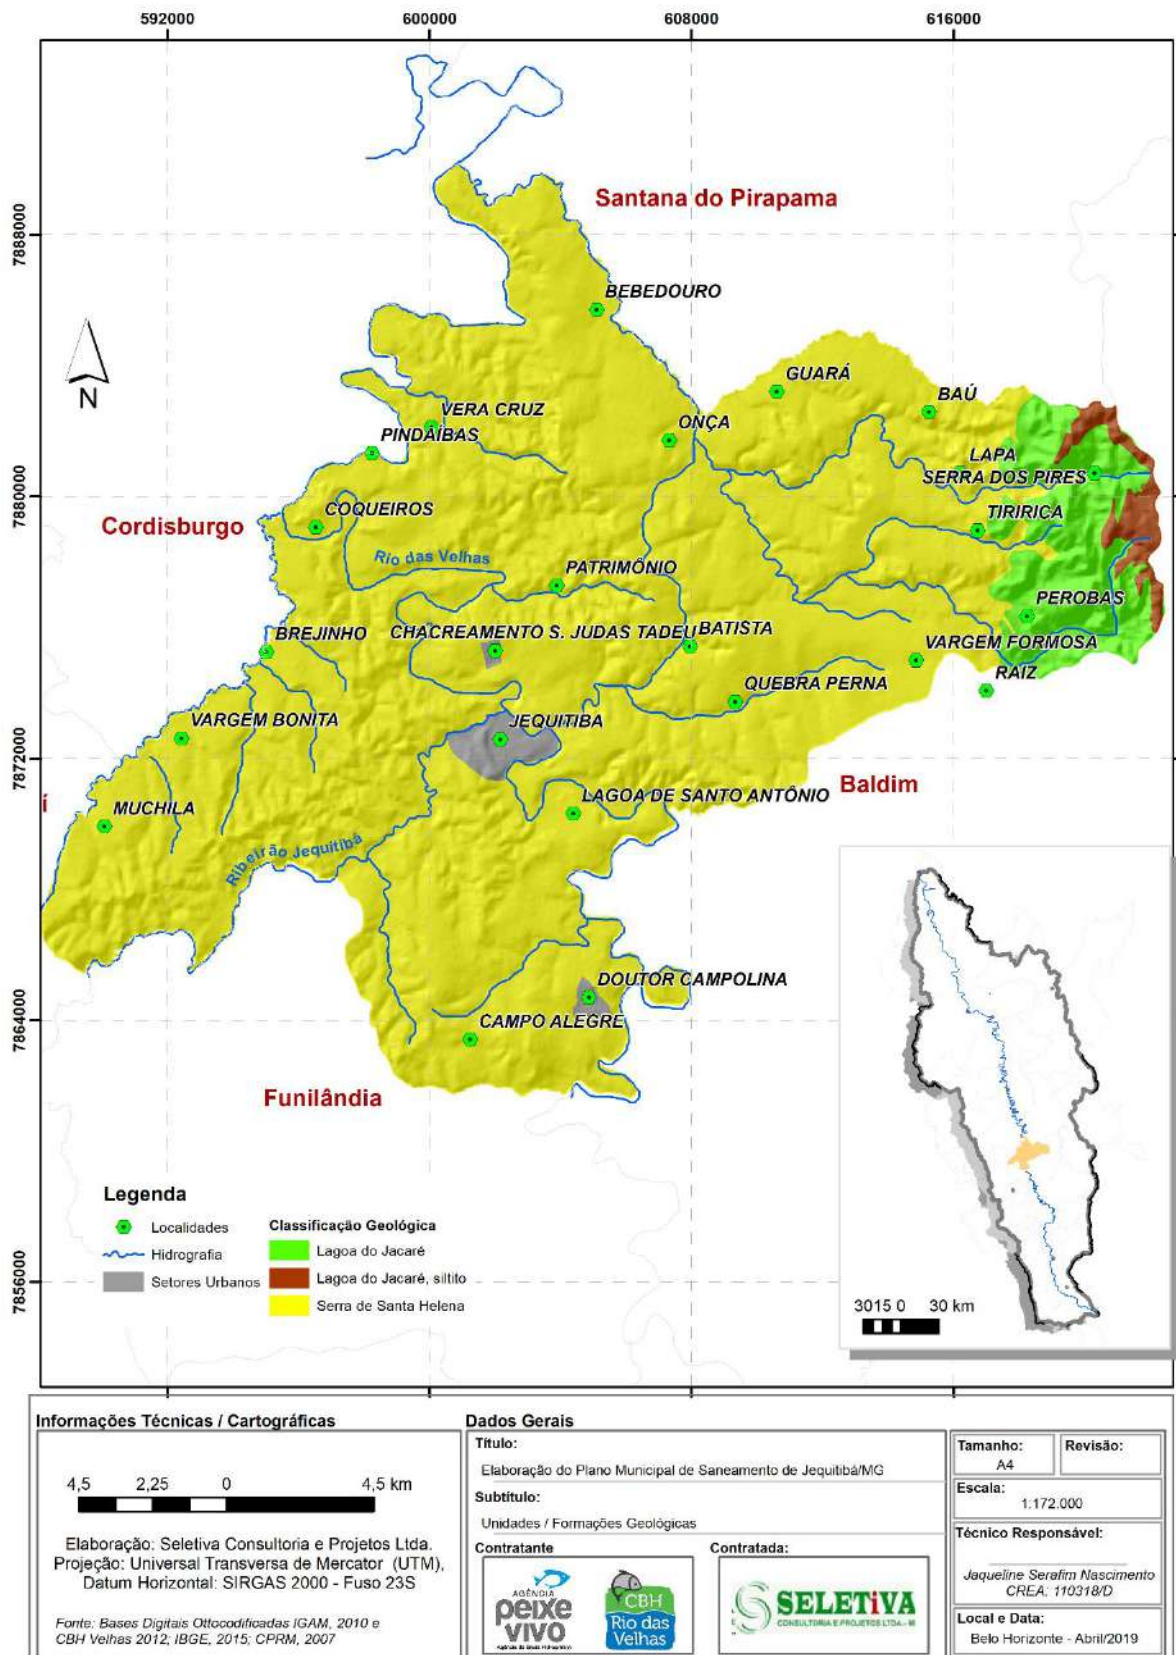 592000 600000 608000 616000
7888000
7880000
7872000
7864000
7856000
Santana do Pirapama
BEBEDOURO
N
GUARÁ
BAÚ
VERA CRUZ
ONÇA
PINDAÍBAS
LAPA
SERRA DOS PIRES
COQUEIROS
TIRIRICA
Cordisburgo
Rio das Velhas
PATRIMÔNIO
PEROBAS
BREJINHO
CHACREAMENTO S. JUDAS TADEU
BATISTA
VARGEM FORMOSA
RAIZ
QUEBRA PERNA
VARGEM BONITA
JEQUITIBA
Baldim
í
MUCHILA
LAGOA DE SANTO ANTÔNIO
Ribeirão Jequitibá
DOUTOR CAMPOLINA
CAMPO ALEGRE
Funilândia
Legenda
Localidades
Hidrografia
Setores Urbanos
Classificação Geológica
Lagoa do Jacaré
Lagoa do Jacaré, siltito
Serra de Santa Helena
3015 0 30 km
Informações Técnicas / Cartográficas
4,5 2,25 0 4,5 km
Elaboração: Seletiva Consultoria e Projetos Ltda.
Projeção: Universal Transversa de Mercator (UTM),
Datum Horizontal: SIRGAS 2000 - Fuso 23S
Fonte: Bases Digitais Ottocodificadas IGAM, 2010 e
CBH Velhas 2012; IBGE, 2015; CPRM, 2007
Dados Gerais
Título:
Elaboração do Plano Municipal de Saneamento de Jequitibá/MG
Subtítulo:
Unidades / Formações Geológicas
Contratante
AGÊNCIA
peixe
vivo
CBH
Rio das
Velhas
Contratada:
SELETiVA
CONSULTORIA E PROJETOS LTDA.
Tamanho:
A4
Revisão:
Escala:
1:172.000
Técnico Responsável:
Jaqueline Serafim Nascimento
CREA: 110318/D
Local e Data:
Belo Horizonte - Abril/2019